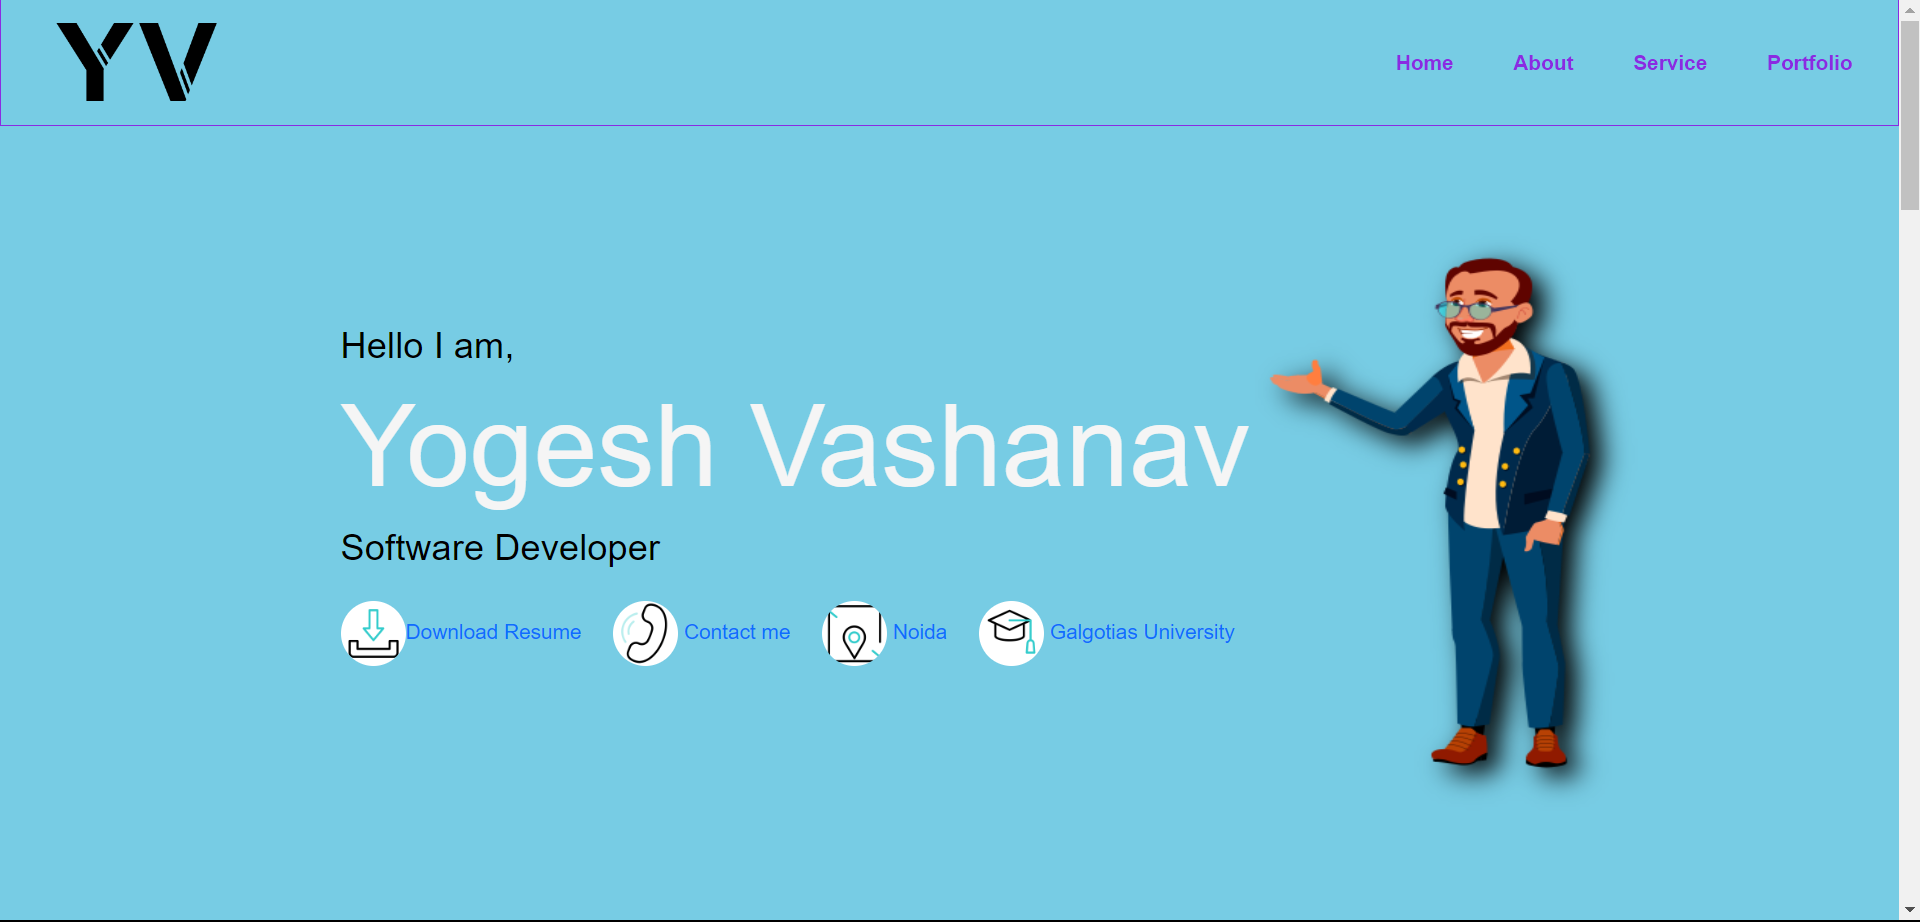 YV
Home About Service Portfolio
Hello I am,
Yogesh Vashanav
Software Developer
Download Resume Contact me Noida Galgotias University